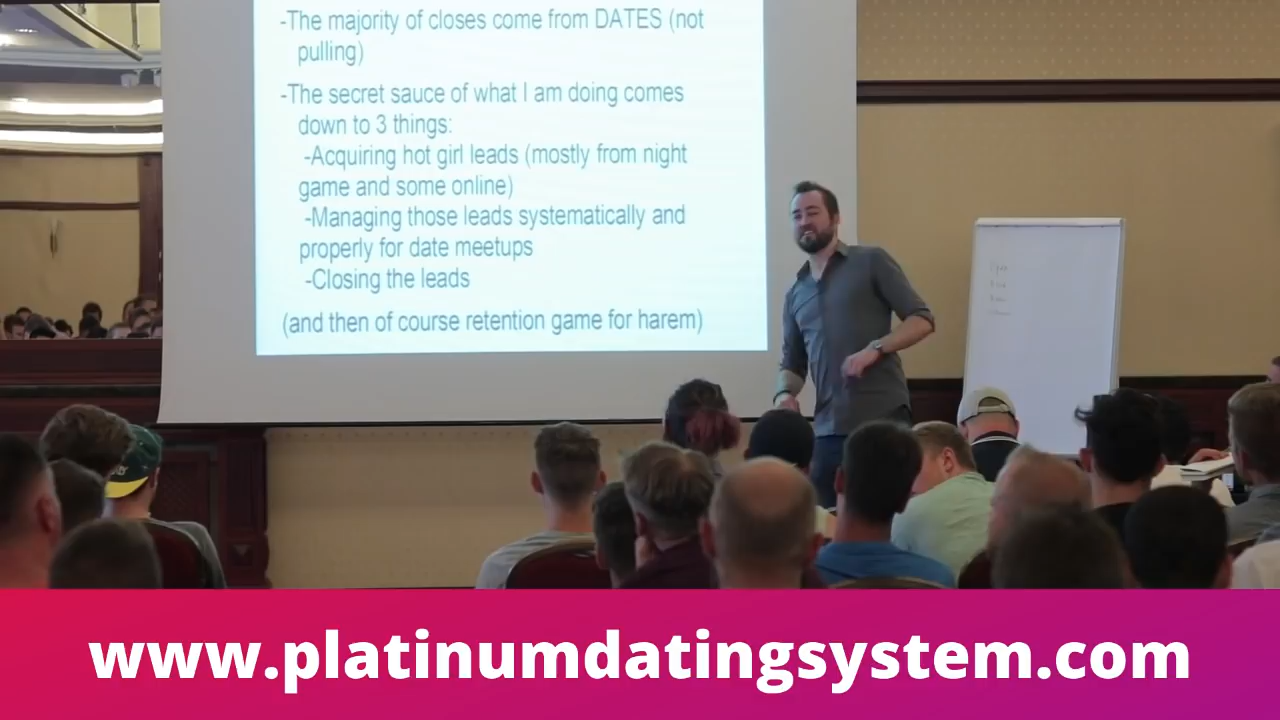 -The majority of closes come from DATES (not
pulling)
-The secret sauce of what I am doing comes
down to 3 things:
-Acquiring hot girl leads (mostly from night
game and some online)
-Managing those leads systematically and
properly for date meetups
-Closing the leads
(and then of course retention game for harem)
www.platinumdatingsystem.com